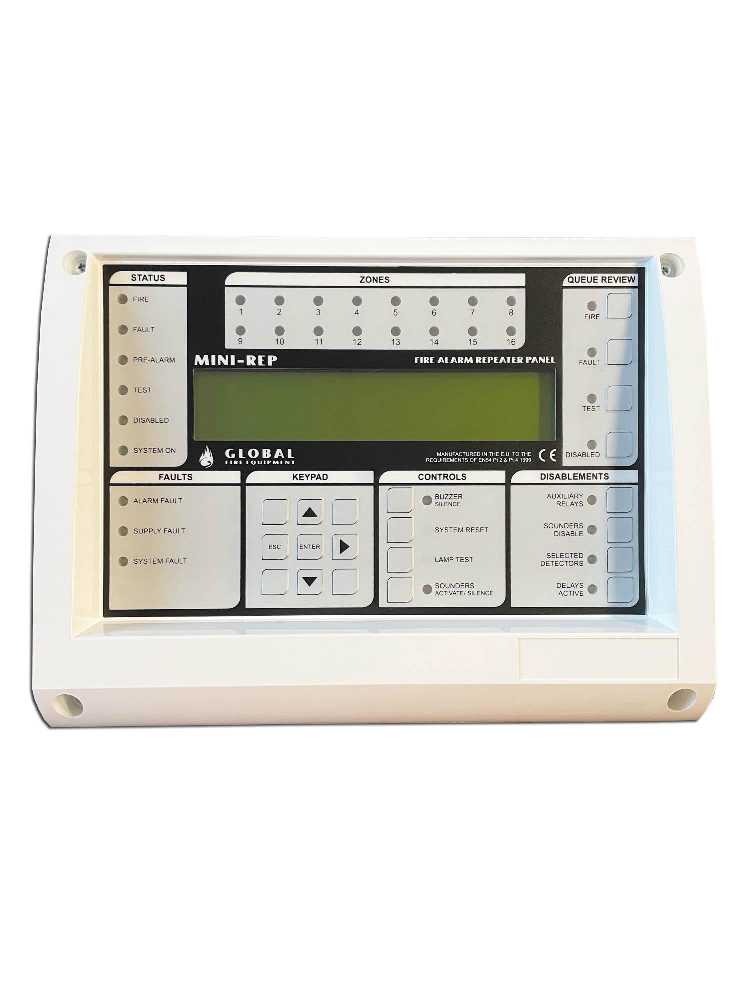 STATUS
FIRE
FAULT
PRE-ALARM
TEST
DISABLED
SYSTEM ON
ZONES
1 2 3 4 5 6 7 8
9 10 11 12 13 14 15 16
QUEUE REVIEW
FIRE
FAULT
TEST
DISABLED
MINI-REP
FIRE ALARM REPEATER PANEL
GLOBAL
FIRE EQUIPMENT
MANUFACTURED IN THE E.U. TO THE
REQUIREMENTS OF EN54 Pt 2 & Pt 4 1999
CE
FAULTS
ALARM FAULT
SUPPLY FAULT
SYSTEM FAULT
KEYPAD
ESC
ENTER
CONTROLS
BUZZER
SILENCE
SYSTEM RESET
LAMP TEST
SOUNDERS
ACTIVATE/ SILENCE
DISABLEMENTS
AUXILIARY
RELAYS
SOUNDERS
DISABLE
SELECTED
DETECTORS
DELAYS
ACTIVE